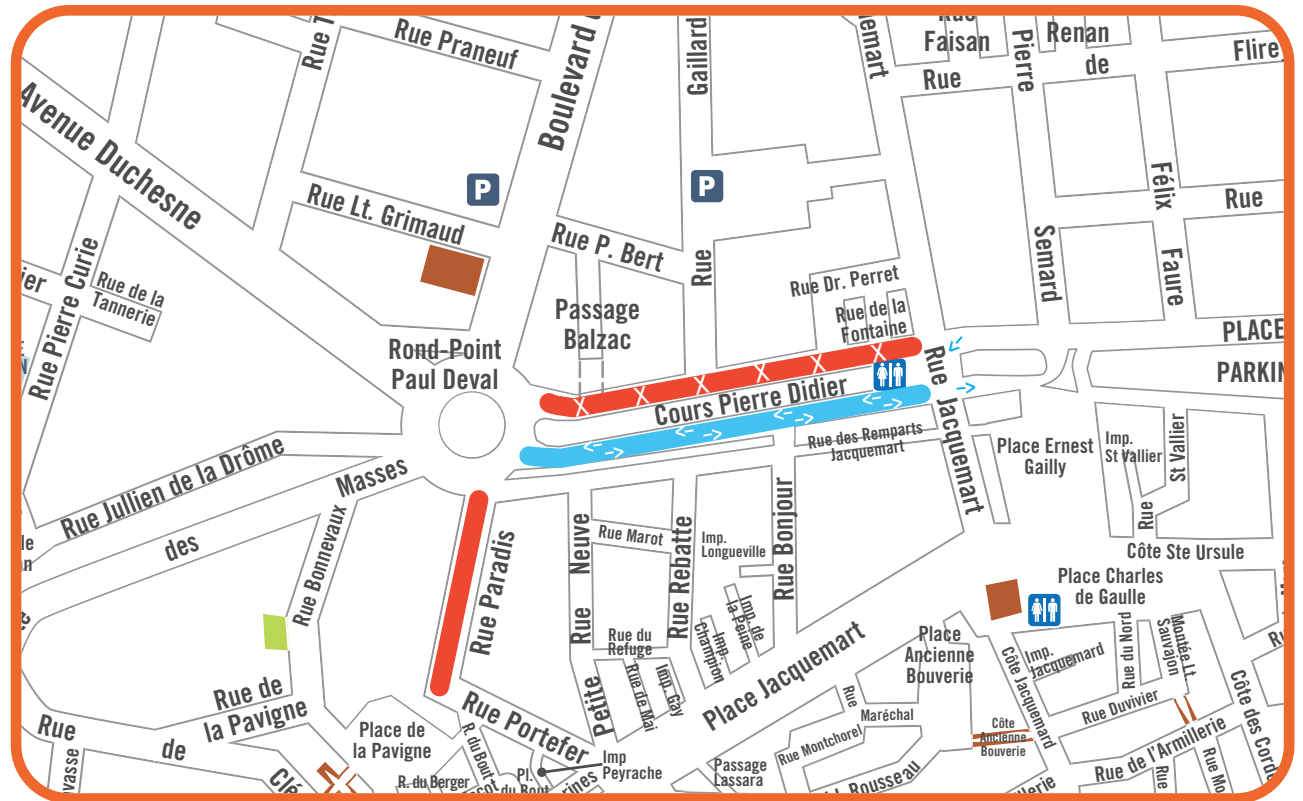 Rue Praneuf
Boulevard
Gaillard
Faisan
Renan
Pierre
de
Flire
Rue
Avenue Duchesne
P
P
Rue Lt. Grimaud
Félix
Rue
Rue P. Bert
Rue
Semard
Faure
Rue Pierre Curie
Rue de la
Tannerie
Rue Dr. Perret
Passage
Balzac
Rue de la
Fontaine
PLACE
Rond-Point
Paul Deval
Rue Jacquemart
Cours Pierre Didier
Rue des Remparts
Jacquemart
Place Ernest
Gailly
Imp.
St Vallier
Rue
St Vallier
Rue Jullien de la Drôme
Masses
des
Rue Bonnevaux
Rue Paradis
Rue
Neuve
Rue Marot
Rue Rebatte
Imp.
Longueville
Rue Bonjour
Côte Ste Ursule
Place Charles
de Gaulle
Rue du
Refuge
Imp.
Champion
Imp. de
la Peine
Place Jacquemart
Place
Ancienne
Bouverie
Côte Jacquemard
Imp.
Jacquemard
Rue du Nord
Montée Lt.
Sauvajon
Rue de
la Pavigne
Rue
de
Place de
la Pavigne
Rue Portefer
Petite
Rue de Mai
Imp. Gay
Rue
Maréchal
Rue Montchorel
Côte
Ancienne
Bouverie
Rue Duvivier
Rue de l'Armillerie
Côte des
R. du Berger
R. du Bout
Pl.
du Bout
Imp
Peyrache
Passage
Lassara
Rousseau
Rue
Rue